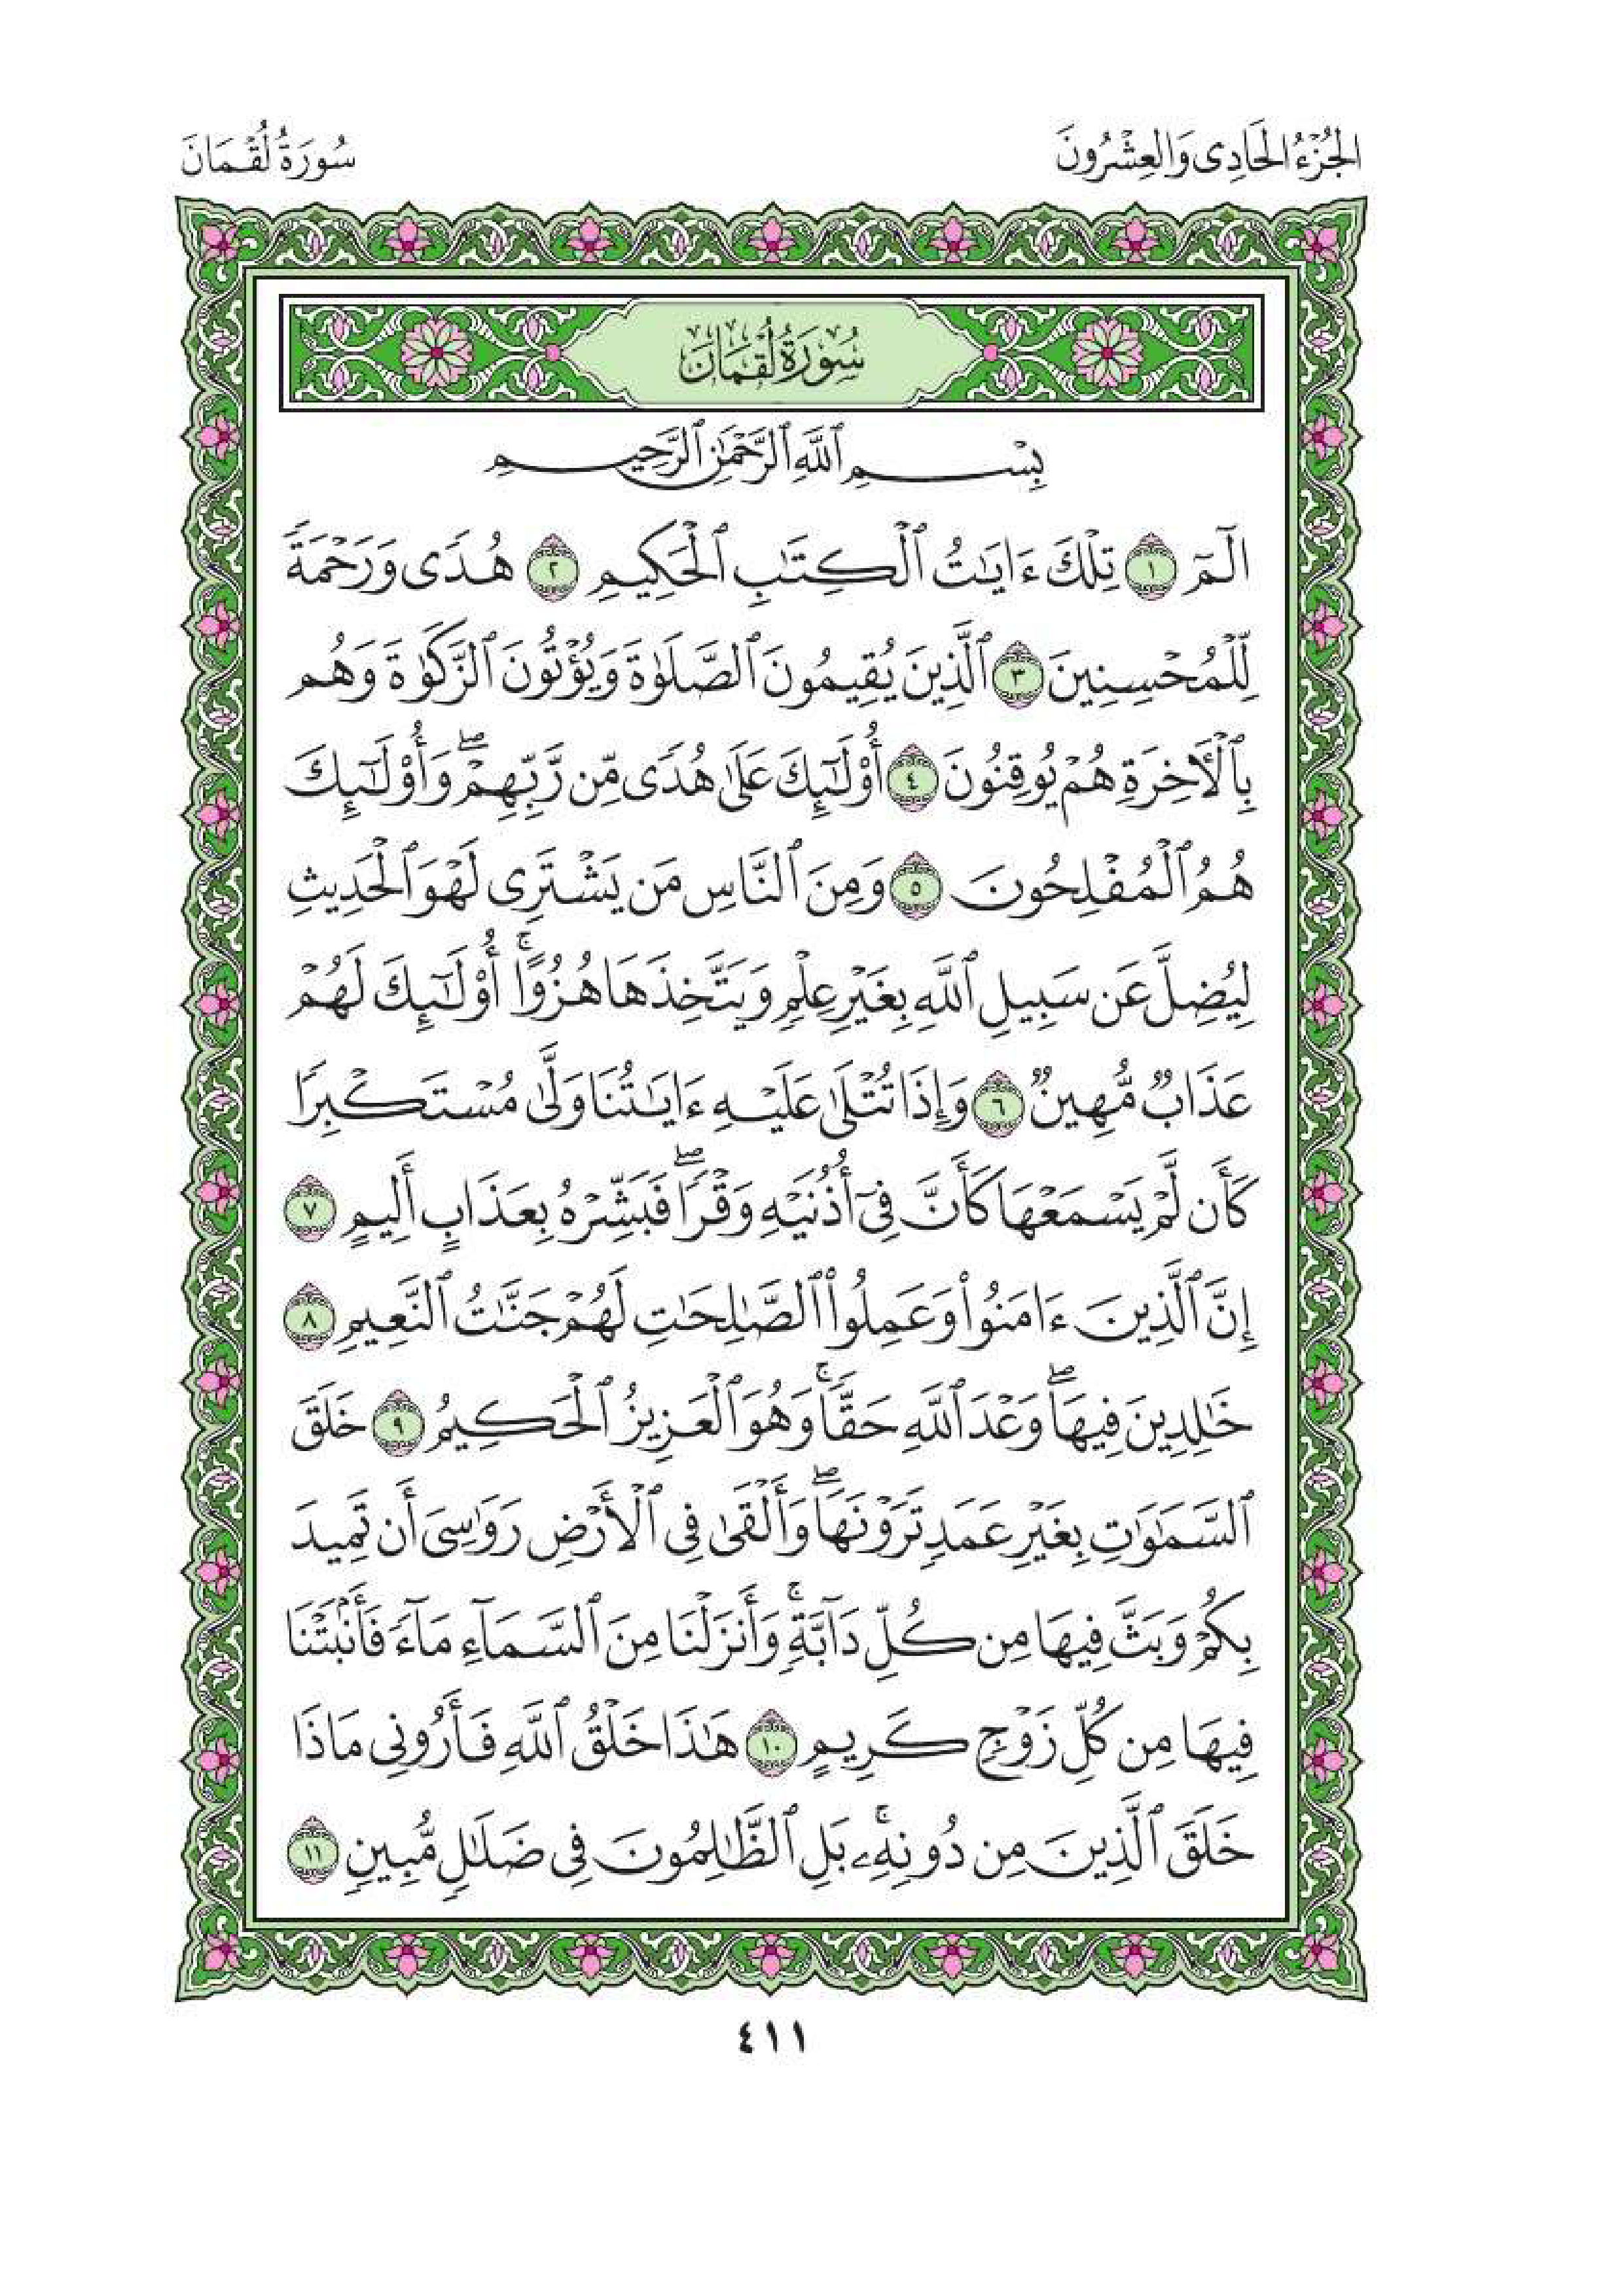 الجُزْءُ الحَادِى وَالعِشْرُونَ
سُورَةُ لُقْمَانَ
سُورَةُ لُقْمَانَ
بِسْمِ ٱللَّهِ ٱلرَّحْمَٰنِ ٱلرَّحِيمِ
الٓمٓ ١ تِلْكَ ءَايَٰتُ ٱلْكِتَٰبِ ٱلْحَكِيمِ ٢ هُدًى وَرَحْمَةً
لِّلْمُحْسِنِينَ ٣ ٱلَّذِينَ يُقِيمُونَ ٱلصَّلَوٰةَ وَيُؤْتُونَ ٱلزَّكَوٰةَ وَهُم
بِٱلْأَخِرَةِ هُمْ يُوقِنُونَ ٤ أُو۟لَٰٓئِكَ عَلَىٰ هُدًى مِّن رَّبِّهِمْ ۖ وَأُو۟لَٰٓئِكَ
هُمُ ٱلْمُفْلِحُونَ ٥ وَمِنَ ٱلنَّاسِ مَن يَشْتَرِى لَهْوَ ٱلْحَدِيثِ
لِيُضِلَّ عَن سَبِيلِ ٱللَّهِ بِغَيْرِ عِلْمٍ وَيَتَّخِذَهَا هُزُوًا ۚ أُو۟لَٰٓئِكَ لَهُمْ
عَذَابٌ مُّهِينٌ ٦ وَإِذَا تُتْلَىٰ عَلَيْهِ ءَايَٰتُنَا وَلَّىٰ مُسْتَكْبِرًا
كَأَن لَّمْ يَسْمَعْهَا كَأَنَّ فِىٓ أُذُنَيْهِ وَقْرًا ۖ فَبَشِّرْهُ بِعَذَابٍ أَلِيمٍ ٧
إِنَّ ٱلَّذِينَ ءَامَنُوا۟ وَعَمِلُوا۟ ٱلصَّٰلِحَٰتِ لَهُمْ جَنَّٰتُ ٱلنَّعِيمِ ٨
خَٰلِدِينَ فِيهَا ۖ وَعْدَ ٱللَّهِ حَقًّا ۚ وَهُوَ ٱلْعَزِيزُ ٱلْحَكِيمُ ٩ خَلَقَ
ٱلسَّمَٰوَٰتِ بِغَيْرِ عَمَدٍ تَرَوْنَهَا ۖ وَأَلْقَىٰ فِى ٱلْأَرْضِ رَوَٰسِىَ أَن تَمِيدَ
بِكُمْ وَبَثَّ فِيهَا مِن كُلِّ دَآبَّةٍ ۚ وَأَنزَلْنَا مِنَ ٱلسَّمَآءِ مَآءً فَأَنۢبَتْنَا
فِيهَا مِن كُلِّ زَوْجٍ كَرِيمٍ ١٠ هَٰذَا خَلْقُ ٱللَّهِ فَأَرُونِى مَاذَا
خَلَقَ ٱلَّذِينَ مِن دُونِهِۦ ۚ بَلِ ٱلظَّٰلِمُونَ فِى ضَلَٰلٍ مُّبِينٍ ١١
٤١١